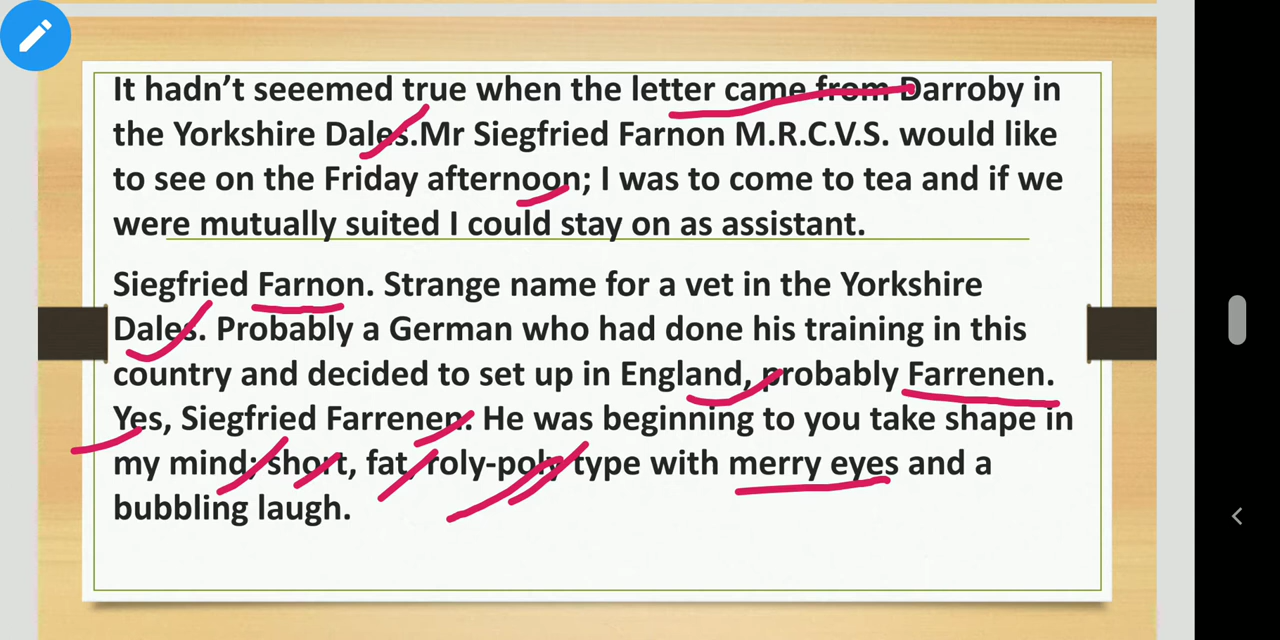 It hadn’t seeemed true when the letter came from Darroby in
the Yorkshire Dales.Mr Siegfried Farnon M.R.C.V.S. would like
to see on the Friday afternoon; I was to come to tea and if we
were mutually suited I could stay on as assistant.
Siegfried Farnon. Strange name for a vet in the Yorkshire
Dales. Probably a German who had done his training in this
country and decided to set up in England, probably Farrenen.
Yes, Siegfried Farrenen. He was beginning to you take shape in
my mind; short, fat, roly-poly type with merry eyes and a
bubbling laugh.